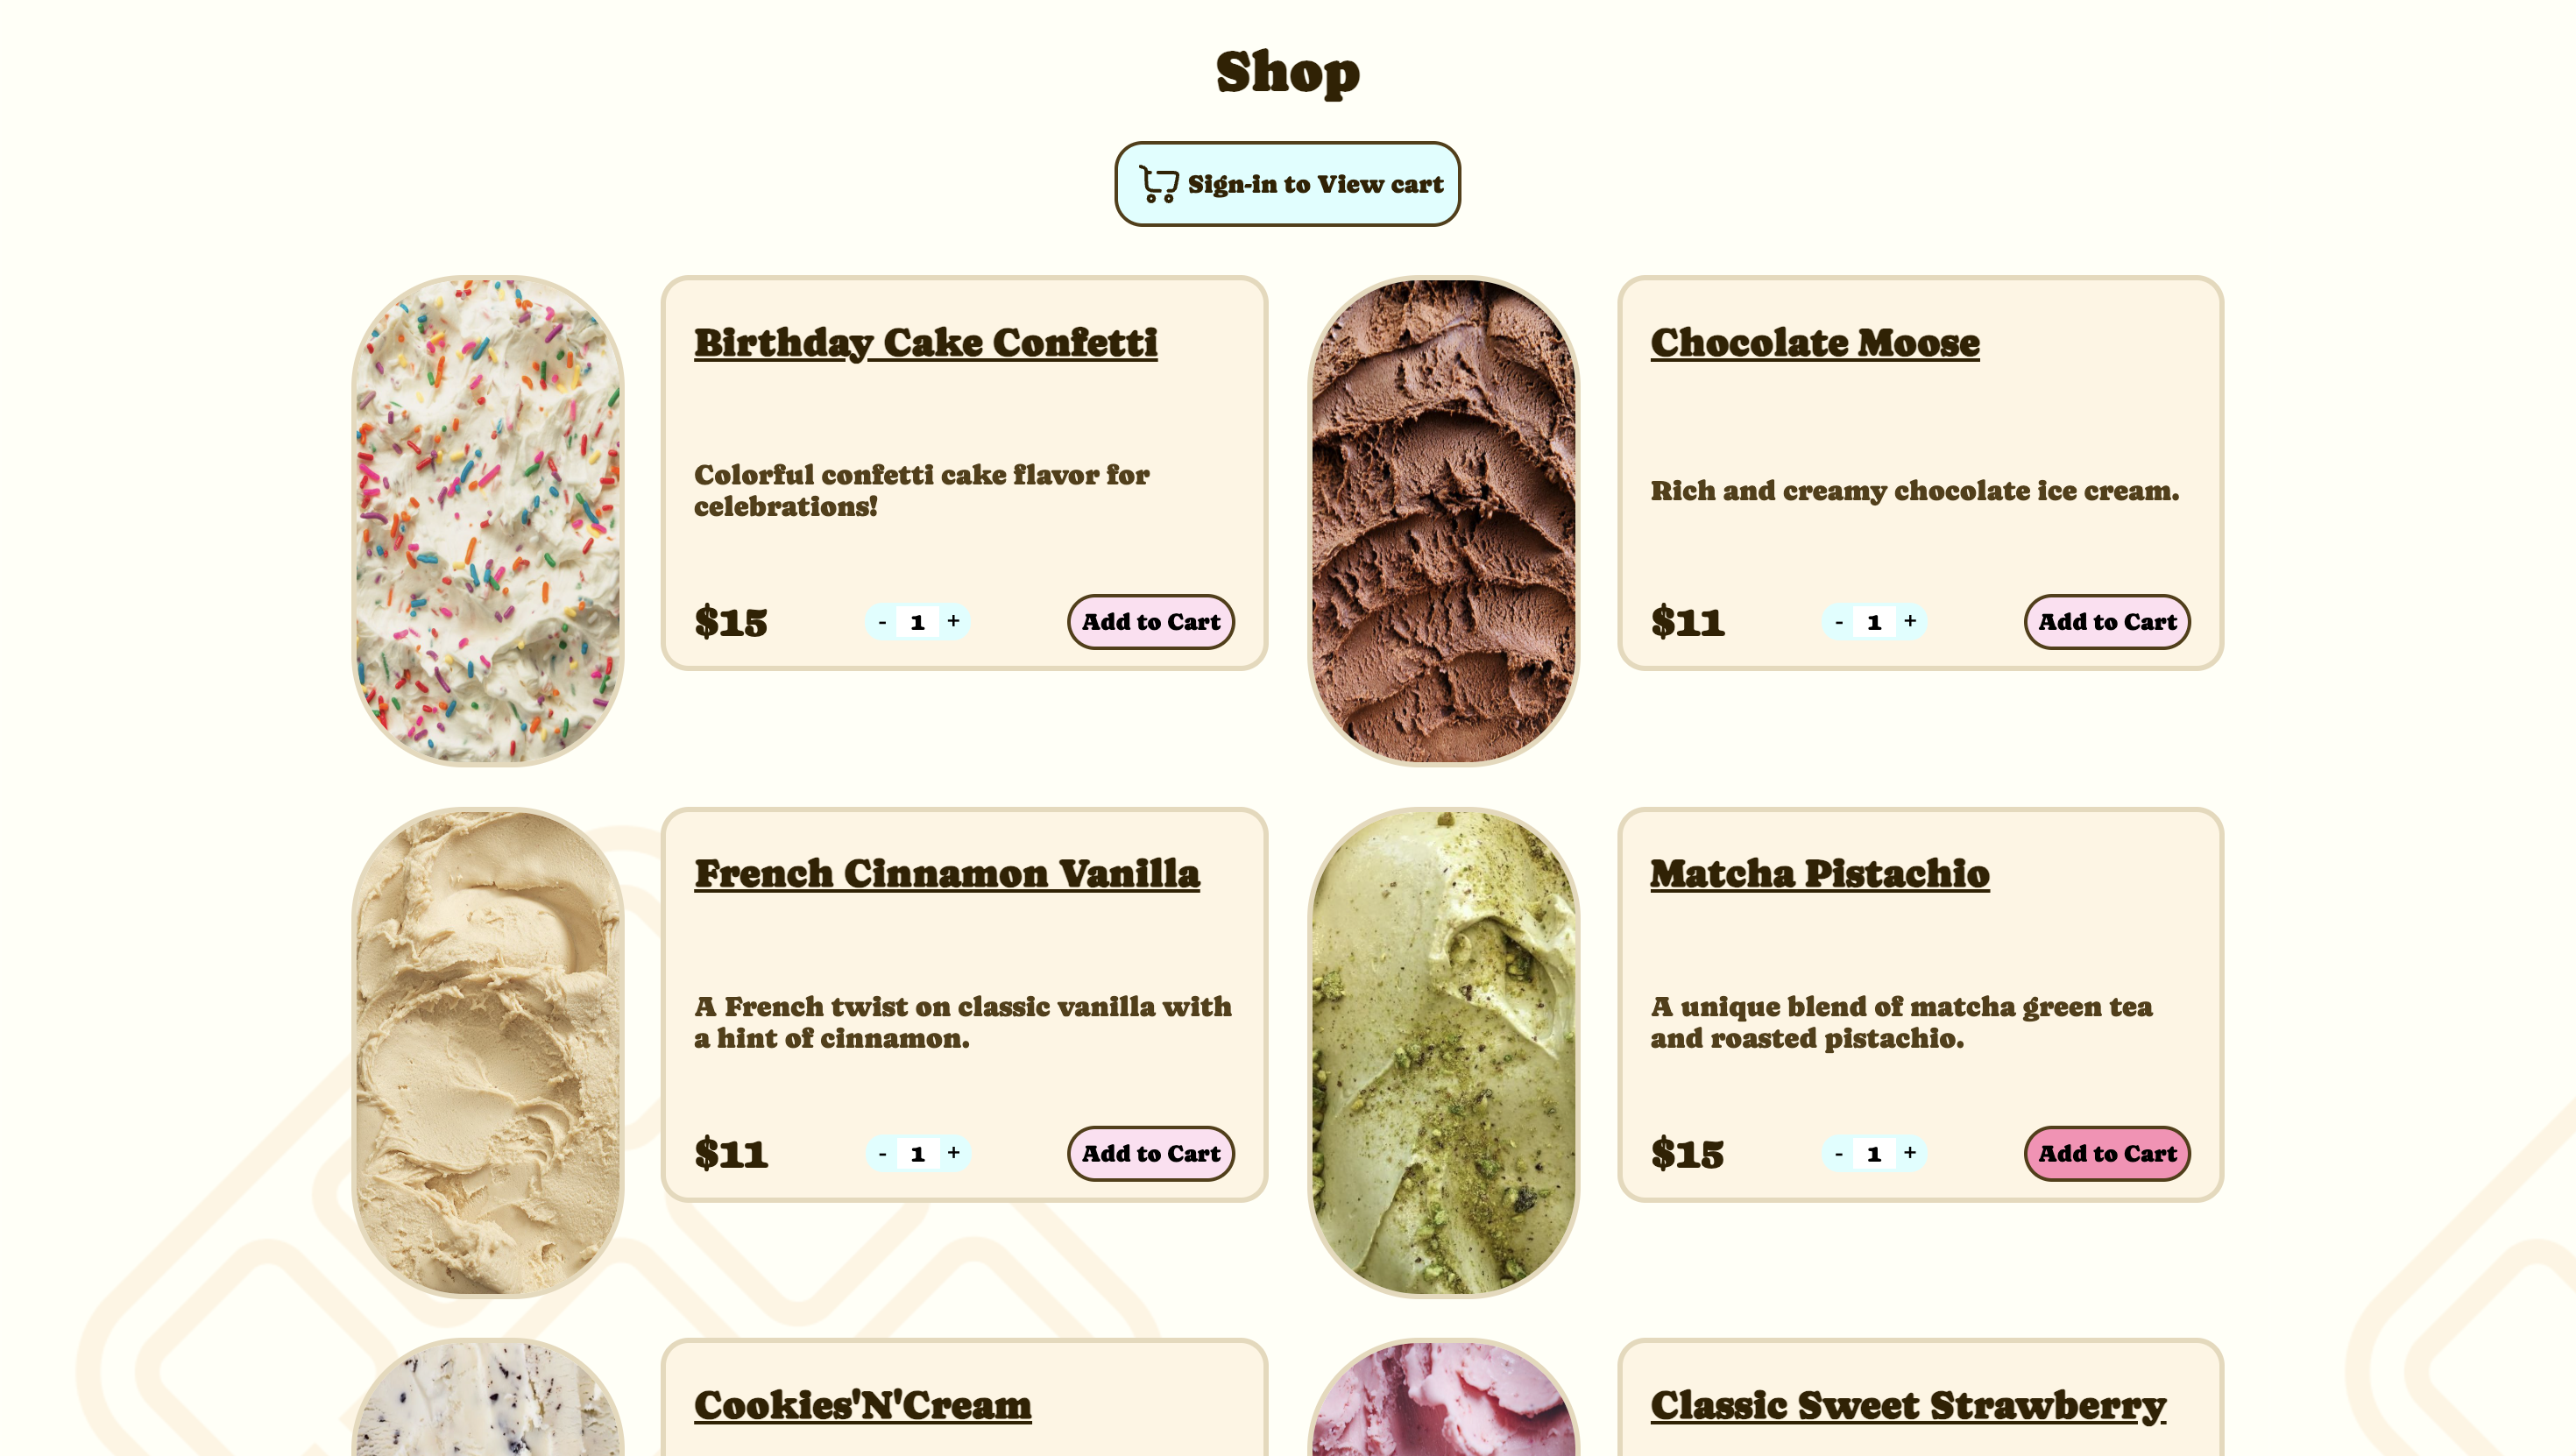 Shop
Sign-in to View cart
Birthday Cake Confetti
Colorful confetti cake flavor for
celebrations!
$15
- 1 +
Add to Cart
Chocolate Moose
Rich and creamy chocolate ice cream.
$11
- 1 +
Add to Cart
French Cinnamon Vanilla
A French twist on classic vanilla with
a hint of cinnamon.
$11
- 1 +
Add to Cart
Matcha Pistachio
A unique blend of matcha green tea
and roasted pistachio.
$15
- 1 +
Add to Cart
Cookies'N'Cream
Classic Sweet Strawberry